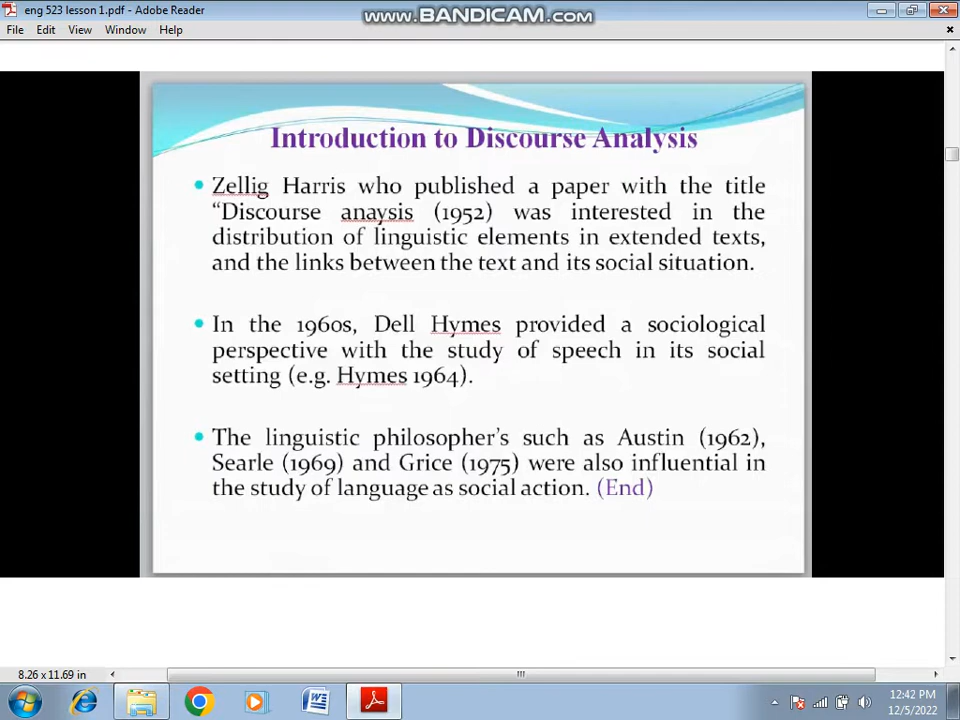 eng 523 lesson 1.pdf - Adobe Reader
www.BANDICAM.com
File Edit View Window Help
Introduction to Discourse Analysis
• Zellig Harris who published a paper with the title
“Discourse anaysis (1952) was interested in the
distribution of linguistic elements in extended texts,
and the links between the text and its social situation.
• In the 1960s, Dell Hymes provided a sociological
perspective with the study of speech in its social
setting (e.g. Hymes 1964).
• The linguistic philosopher’s such as Austin (1962),
Searle (1969) and Grice (1975) were also influential in
the study of language as social action. (End)
8.26 x 11.69 in
12:42 PM
12/5/2022